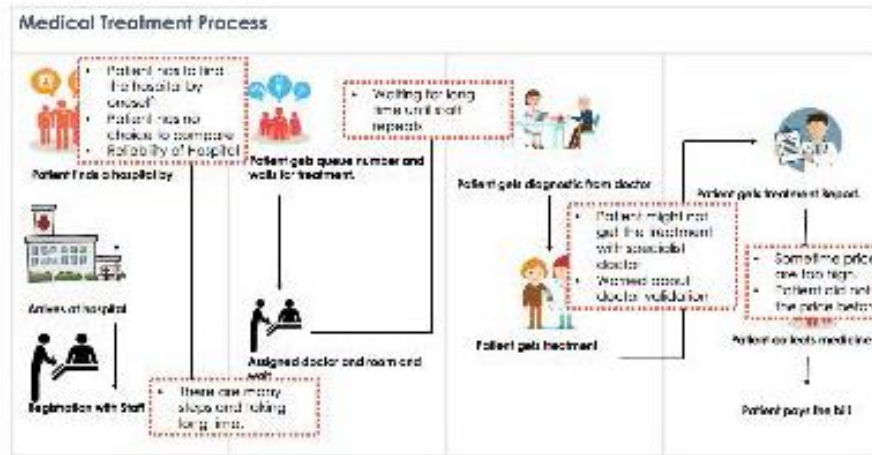 Medical Treatment Process
• Patient has to find
the hospital by
oneself
• Patient has no
choice to compare
• Reliability of Hospital
Patient finds a hospital by
Arrives at hospital
Registration with Staff
• There are many
steps and taking
long time.
Patient gets queue number and
waits for treatment.
Assigned doctor and room and
wait
• Waiting for long
time until staff
repeats
Patient gets diagnostic from doctor
• Patient might not
get the treatment
with specialist
doctor
• Worried about
doctor validation
Patient gets treatment
Patient gets treatment Report
• Sometime price
are too high.
• Patient did not
the price before
Patient collects medicine
Patient pays the bill